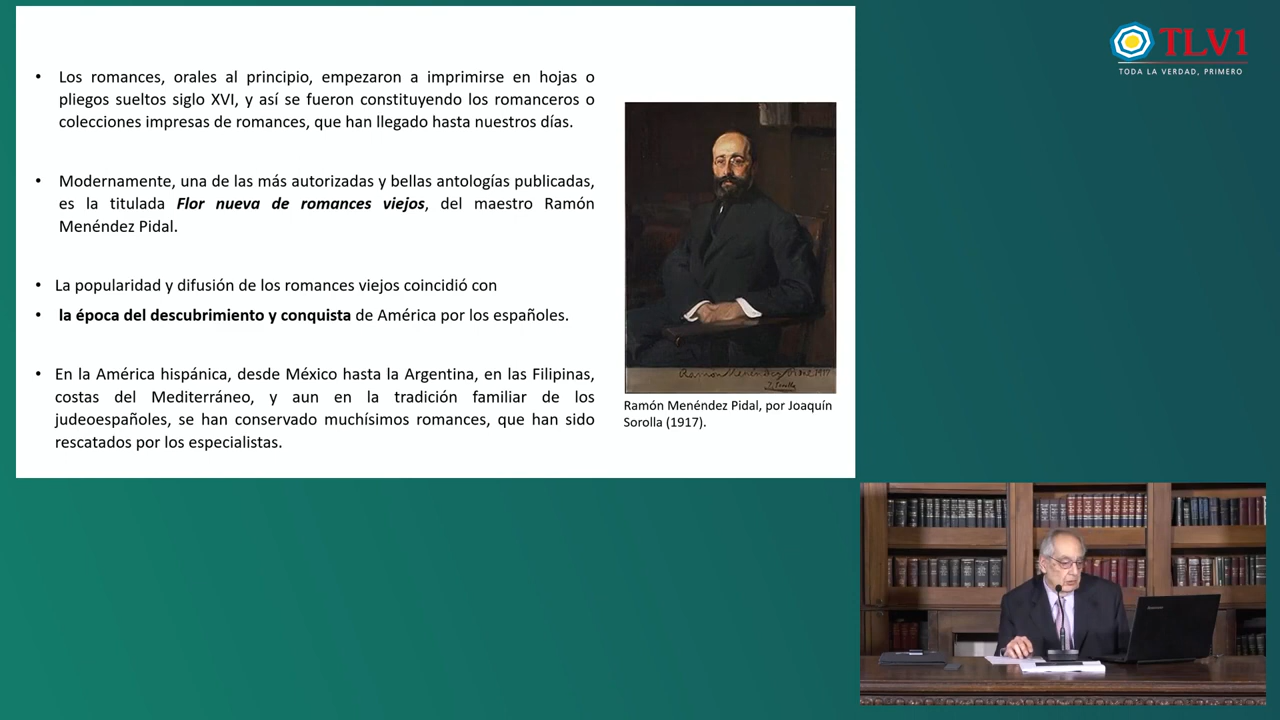 TLV1
TODA LA VERDAD, PRIMERO
• Los romances, orales al principio, empezaron a imprimirse en hojas o
pliegos sueltos siglo XVI, y así se fueron constituyendo los romanceros o
colecciones impresas de romances, que han llegado hasta nuestros días.
• Modernamente, una de las más autorizadas y bellas antologías publicadas,
es la titulada Flor nueva de romances viejos, del maestro Ramón
Menéndez Pidal.
• La popularidad y difusión de los romances viejos coincidió con
• la época del descubrimiento y conquista de América por los españoles.
• En la América hispánica, desde México hasta la Argentina, en las Filipinas,
costas del Mediterráneo, y aun en la tradición familiar de los
judeoespañoles, se han conservado muchísimos romances, que han sido
rescatados por los especialistas.
Ramón Menéndez Pidal 1917
J. Sorolla
Ramón Menéndez Pidal, por Joaquín
Sorolla (1917).